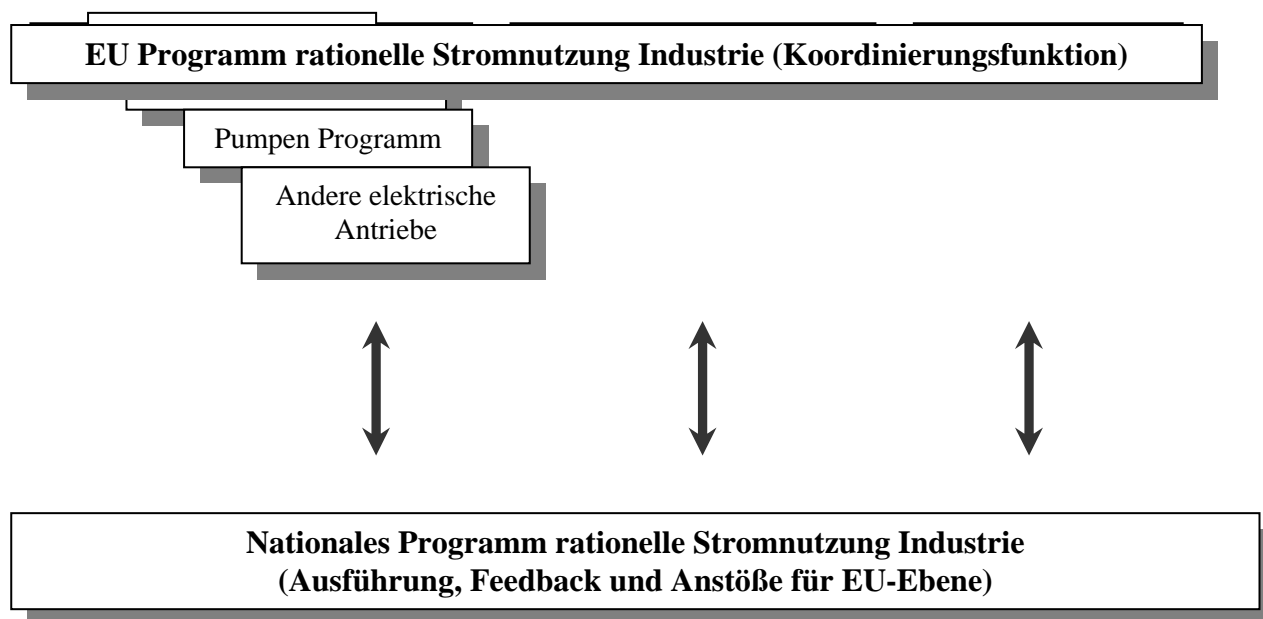 EU Programm rationelle Stromnutzung Industrie (Koordinierungsfunktion)
Pumpen Programm
Andere elektrische
Antriebe
Nationales Programm rationelle Stromnutzung Industrie
(Ausführung, Feedback und Anstöße für EU-Ebene)